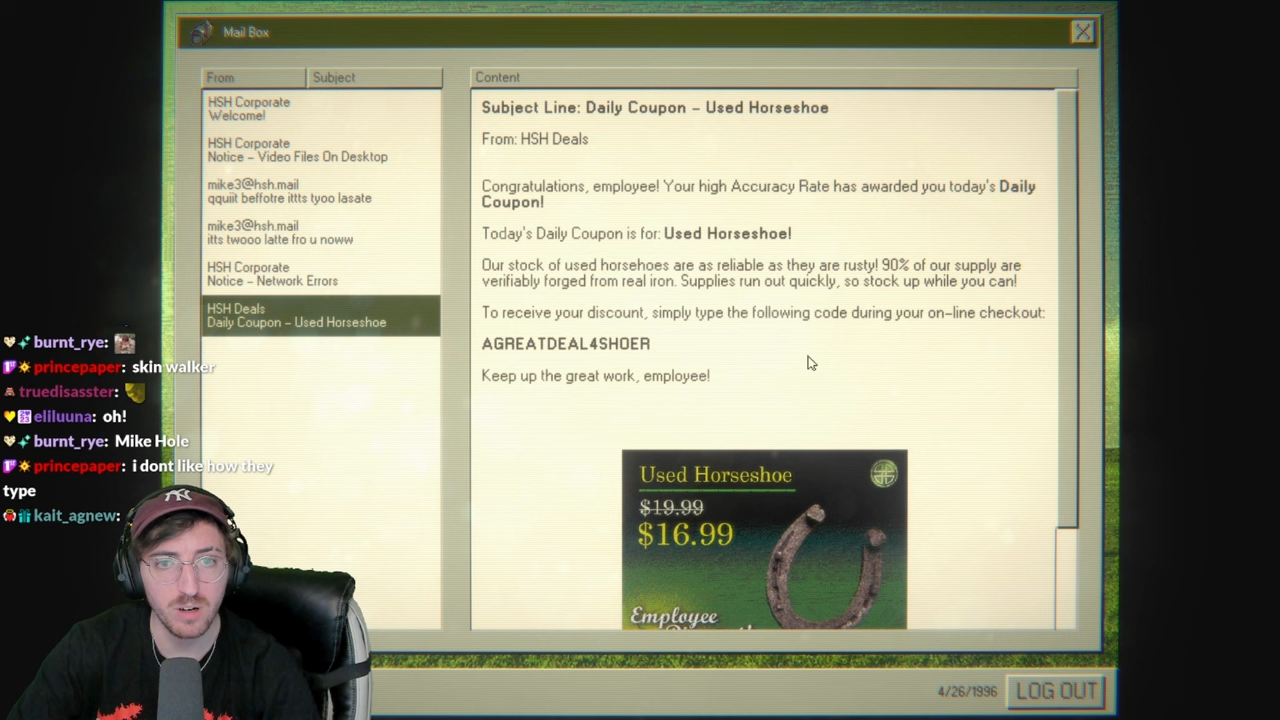 Mail Box
From
Subject
Content
HSH Corporate
Welcome!
HSH Corporate
Notice - Video Files On Desktop
mike3@hsh.mail
qquiit beffotre ittts tyoo lasate
mike3@hsh.mail
itts twooo latte fro u noww
HSH Corporate
Notice - Network Errors
HSH Deals
Daily Coupon - Used Horseshoe
Subject Line: Daily Coupon - Used Horseshoe
From: HSH Deals
Congratulations, employee! Your high Accuracy Rate has awarded you today's Daily
Coupon!
Today's Daily Coupon is for: Used Horseshoe!
Our stock of used horsehoes are as reliable as they are rusty! 90% of our supply are
verifiably forged from real iron. Supplies run out quickly, so stock up while you can!
To receive your discount, simply type the following code during your on-line checkout:
AGREATDEAL4SHOER
Keep up the great work, employee!
Used Horseshoe
$19.99
$16.99
Employee
burnt_rye:
princepaper: skin walker
truedisasster:
eliluuna: oh!
burnt_rye: Mike Hole
princepaper: i dont like how they
type
kait_agnew:
4/26/1996
LOG OUT